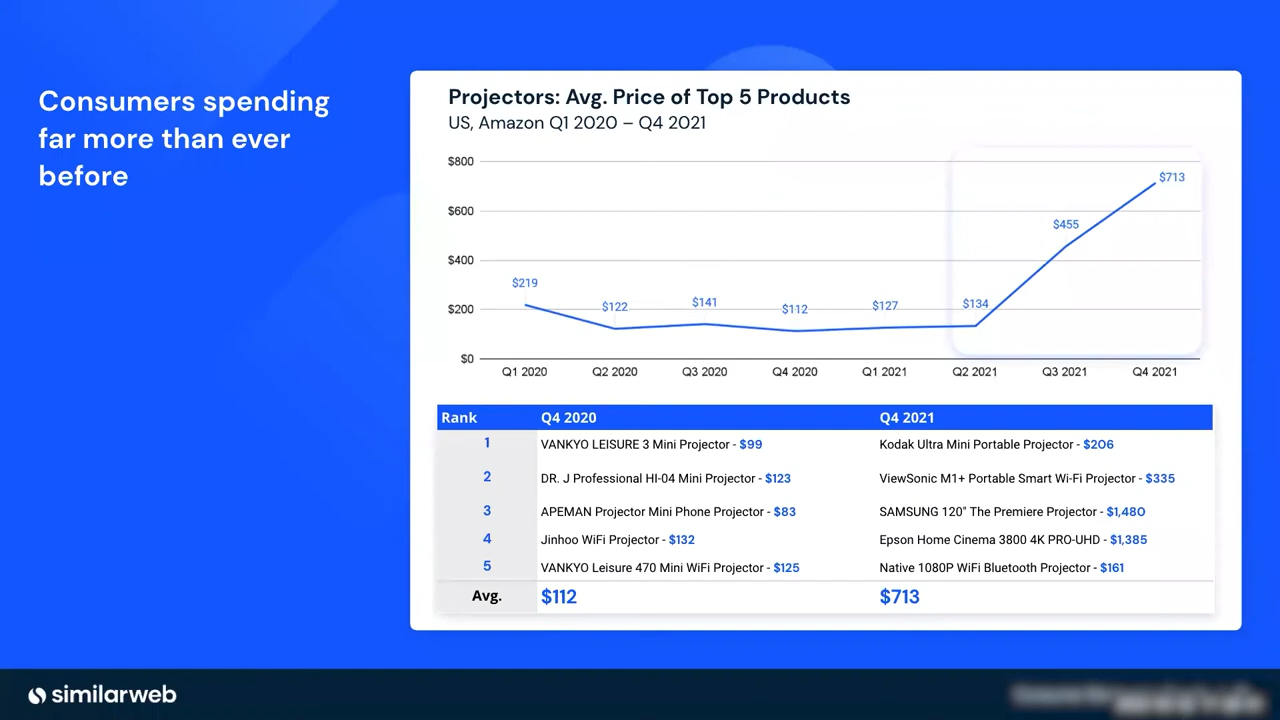 Consumers spending
far more than ever
before
Projectors: Avg. Price of Top 5 Products
US, Amazon Q1 2020 – Q4 2021
$800
$600
$400
$200
$0
$219
$122
$141
$112
$127
$134
$455
$713
Q1 2020 Q2 2020 Q3 2020 Q4 2020 Q1 2021 Q2 2021 Q3 2021 Q4 2021
Rank Q4 2020 Q4 2021
1 VANKYO LEISURE 3 Mini Projector - $99 Kodak Ultra Mini Portable Projector - $206
2 DR. J Professional HI-04 Mini Projector - $123 ViewSonic M1+ Portable Smart Wi-Fi Projector - $335
3 APEMAN Projector Mini Phone Projector - $83 SAMSUNG 120" The Premiere Projector - $1,480
4 Jinhoo WiFi Projector - $132 Epson Home Cinema 3800 4K PRO-UHD - $1,385
5 VANKYO Leisure 470 Mini WiFi Projector - $125 Native 1080P WiFi Bluetooth Projector - $161
Avg. $112 $713
similarweb